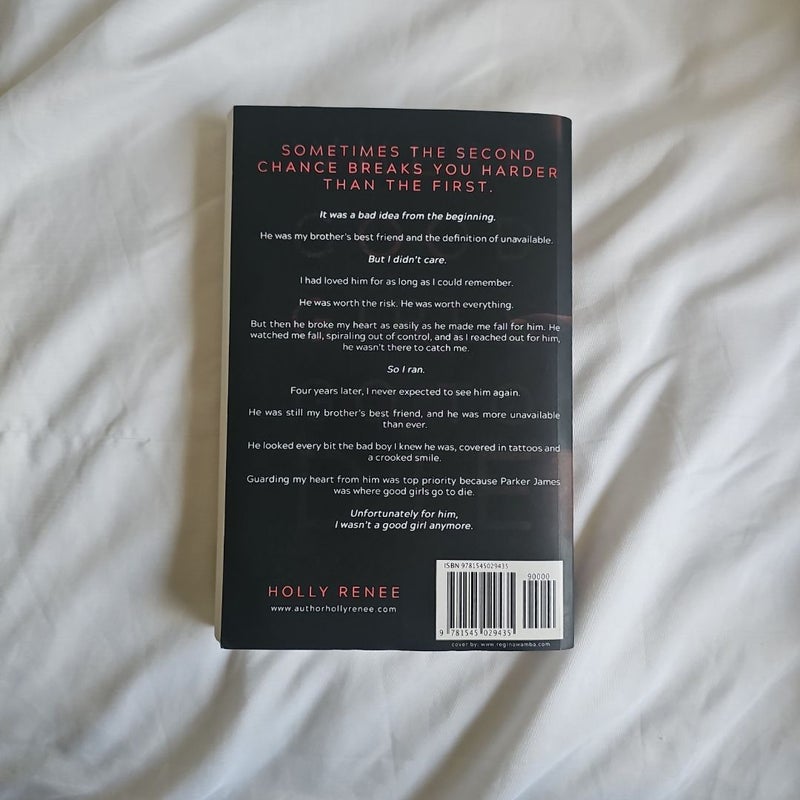 SOMETIMES THE SECOND
CHANCE BREAKS YOU HARDER
THAN THE FIRST.
It was a bad idea from the beginning.
He was my brother's best friend and the definition of unavailable.
But I didn't care.
I had loved him for as long as I could remember.
He was worth the risk. He was worth everything.
But then he broke my heart as easily as he made me fall for him. He
watched me fall, spiraling out of control, and as I reached out for him,
he wasn't there to catch me.
So I ran.
Four years later, I never expected to see him again.
He was still my brother's best friend, and he was more unavailable
than ever.
He looked every bit the bad boy I knew he was, covered in tattoos and
a crooked smile.
Guarding my heart from him was top priority because Parker James
was where good girls go to die.
Unfortunately for him,
I wasn't a good girl anymore.
HOLLY RENEE
www.authorhollyrenee.com
ISBN 9781545029435
90000
9 781545 029435
cover by: www.reginawamba.com